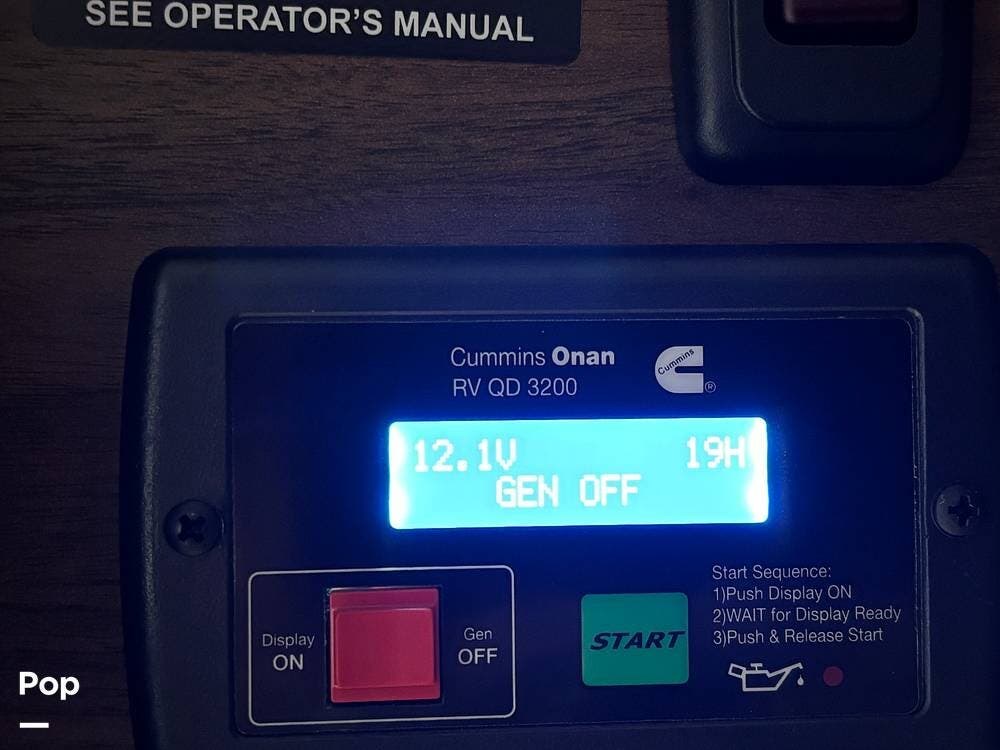 SEE OPERATOR'S MANUAL
Cummins Onan
RV QD 3200
Cummins
®
12.1V 19H
GEN OFF
Display
ON
Gen
OFF
START
Start Sequence:
1)Push Display ON
2)WAIT for Display Ready
3)Push & Release Start
Pop